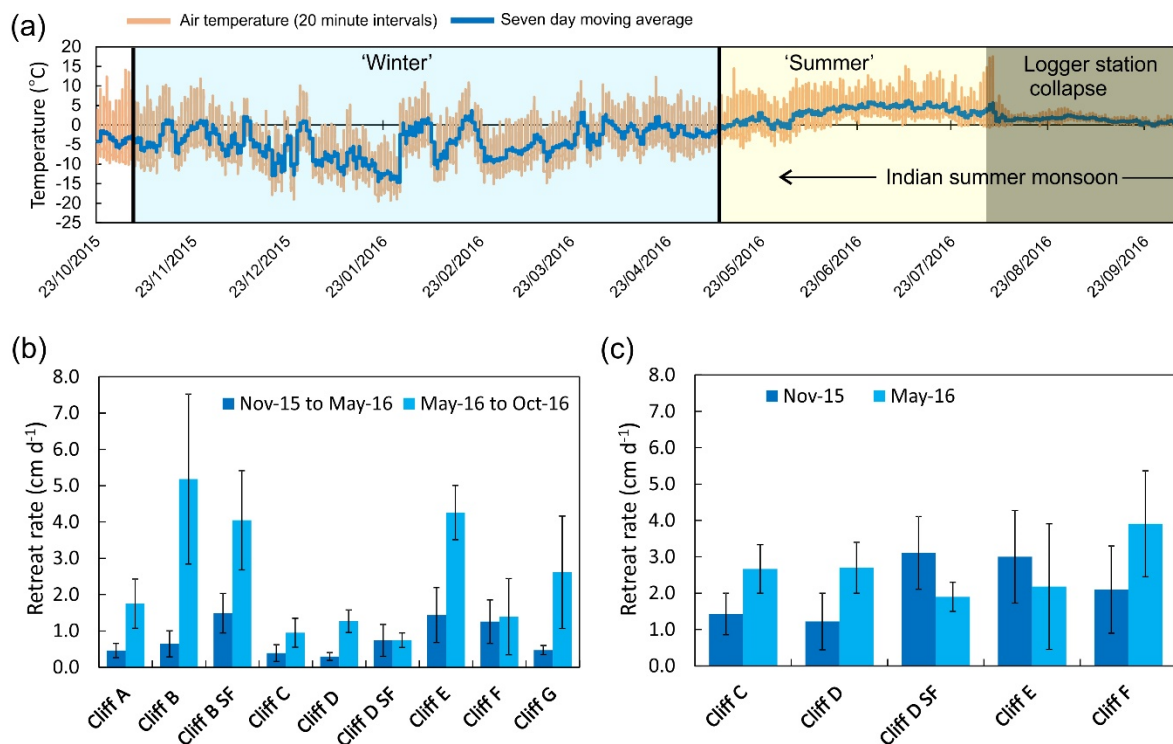 (a)
Air temperature (20 minute intervals)
Seven day moving average
Temperature (°C)
20
15
10
5
0
-5
-10
-15
-20
-25
'Winter'
'Summer'
Logger station
collapse
Indian summer monsoon
23/10/2015
23/11/2015
23/12/2015
23/01/2016
23/02/2016
23/03/2016
23/04/2016
23/05/2016
23/06/2016
23/07/2016
23/08/2016
23/09/2016
(b)
Retreat rate (cm d⁻¹)
8.0
7.0
6.0
5.0
4.0
3.0
2.0
1.0
0.0
Nov-15 to May-16
May-16 to Oct-16
Cliff A
Cliff B
Cliff B SF
Cliff C
Cliff D
Cliff D SF
Cliff E
Cliff F
Cliff G
(c)
Retreat rate (cm d⁻¹)
8.0
7.0
6.0
5.0
4.0
3.0
2.0
1.0
0.0
Nov-15
May-16
Cliff C
Cliff D
Cliff D SF
Cliff E
Cliff F